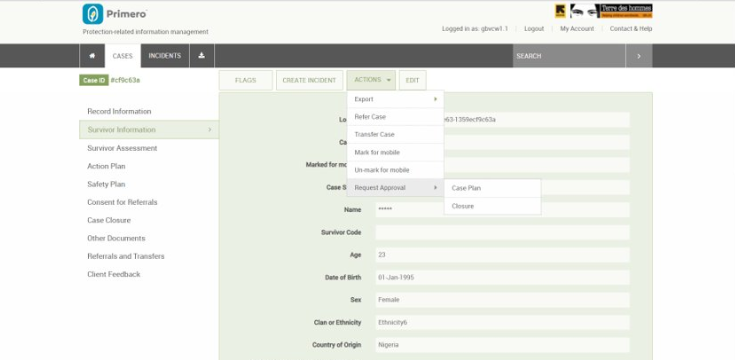 Primero
Protection-related information management
Terre des hommes
Logged in as: gbvcw1.1 Logout My Account Contact & Help
CASES INCIDENTS SEARCH
Case ID #cf9c63a
FLAGS CREATE INCIDENT ACTIONS EDIT
Record Information
Survivor Information
Survivor Assessment
Action Plan
Safety Plan
Consent for Referrals
Case Closure
Other Documents
Referrals and Transfers
Client Feedback
Export
Refer Case
Transfer Case
Mark for mobile
Un-mark for mobile
Request Approval
Case Plan
Closure
Lo e63-1359ecf9c63a
Ca
Marked for mo
Case S
Name *****
Survivor Code
Age 23
Date of Birth 01-Jan-1995
Sex Female
Clan or Ethnicity Ethnicity6
Country of Origin Nigeria